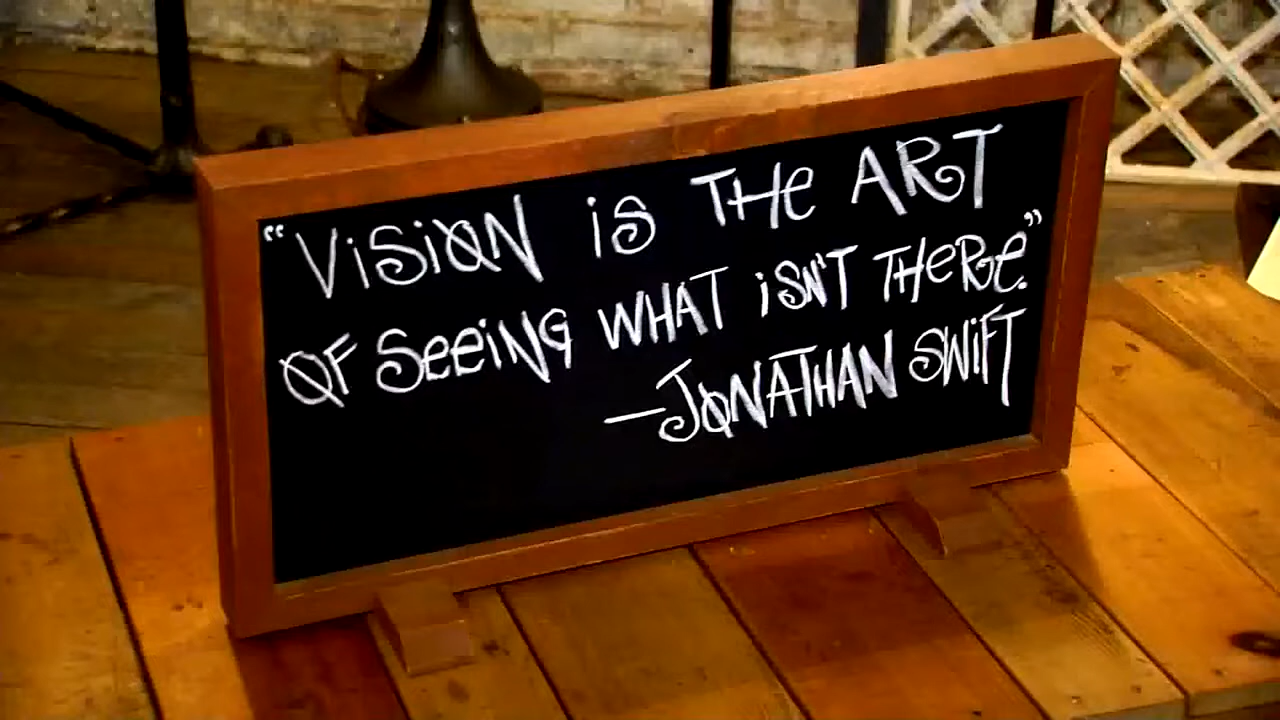 “VISION IS THE ART
OF SEEING WHAT ISN'T THERE.”
—JONATHAN SWIFT